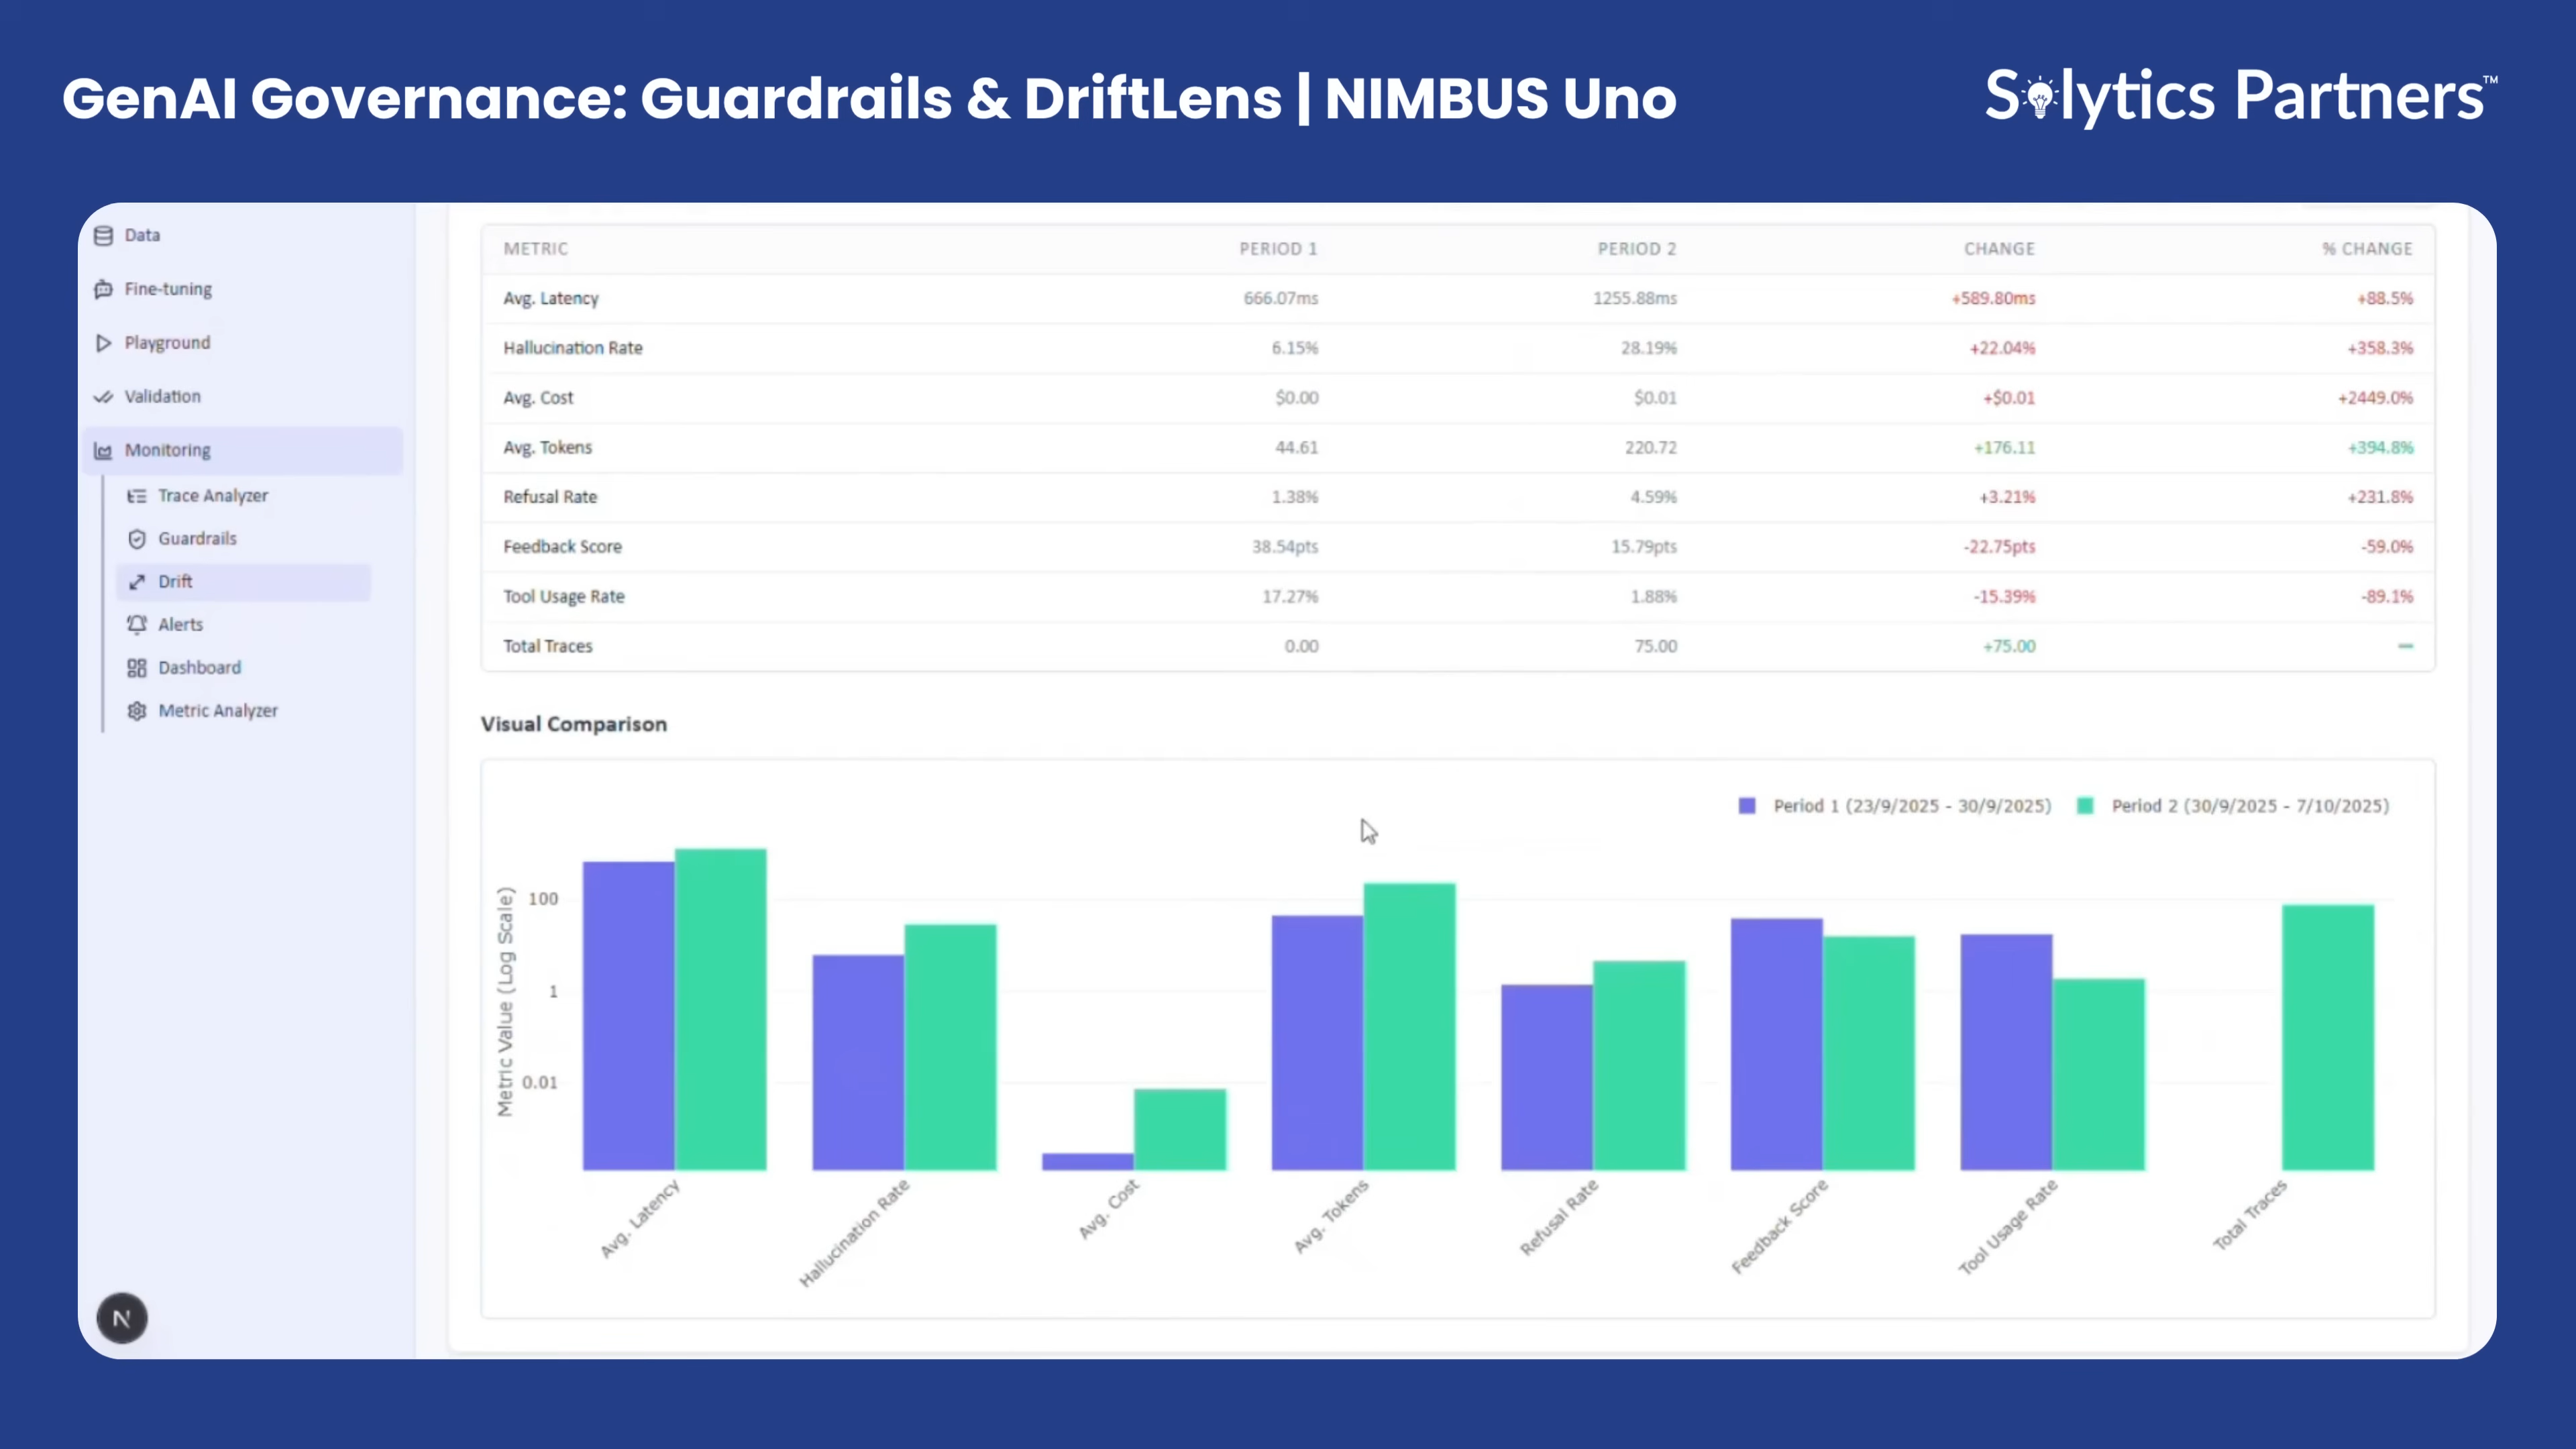 GenAI Governance: Guardrails & DriftLens | NIMBUS Uno
Solytics Partners™
Data
Fine-tuning
Playground
Validation
Monitoring
Trace Analyzer
Guardrails
Drift
Alerts
Dashboard
Metric Analyzer
N
METRIC PERIOD 1 PERIOD 2 CHANGE % CHANGE
Avg. Latency 666.07ms 1255.88ms +589.80ms +88.5%
Hallucination Rate 6.15% 28.19% +22.04% +358.3%
Avg. Cost $0.00 $0.01 +$0.01 +2449.0%
Avg. Tokens 44.61 220.72 +176.11 +394.8%
Refusal Rate 1.38% 4.59% +3.21% +231.8%
Feedback Score 38.54pts 15.79pts -22.75pts -59.0%
Tool Usage Rate 17.27% 1.88% -15.39% -89.1%
Total Traces 0.00 75.00 +75.00 —
Visual Comparison
Period 1 (23/9/2025 - 30/9/2025) Period 2 (30/9/2025 - 7/10/2025)
Metric Value (Log Scale)
100
1
0.01
Avg. Latency
Hallucination Rate
Avg. Cost
Avg. Tokens
Refusal Rate
Feedback Score
Tool Usage Rate
Total Traces